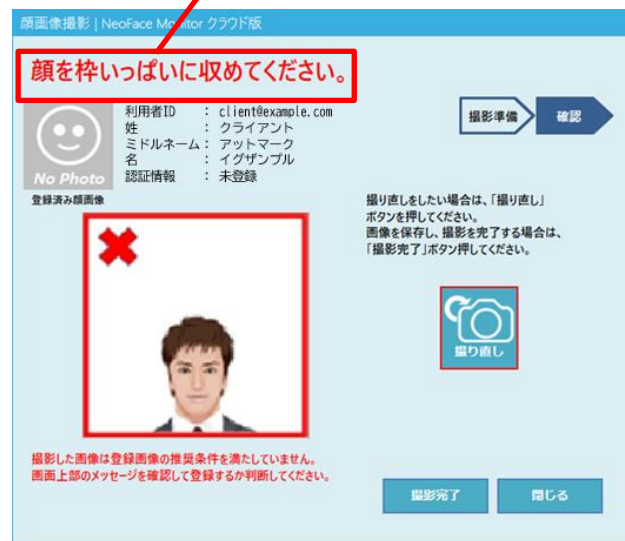 顔画像撮影 | NeoFace Monitor クラウド版
顔を枠いっぱいに収めてください。
利用者ID : client@example.com
姓 : クライアント
ミドルネーム : アットマーク
名 : イグザンプル
認証情報 : 未登録
No Photo
登録済み顔画像
撮影準備
確認
撮り直しをしたい場合は、「撮り直し」
ボタンを押してください。
画像を保存し、撮影を完了する場合は、
「撮影完了」ボタン押してください。
撮り直し
撮影した画像は登録画像の推奨条件を満たしていません。
画面上部のメッセージを確認して登録するか判断してください。
撮影完了
閉じる